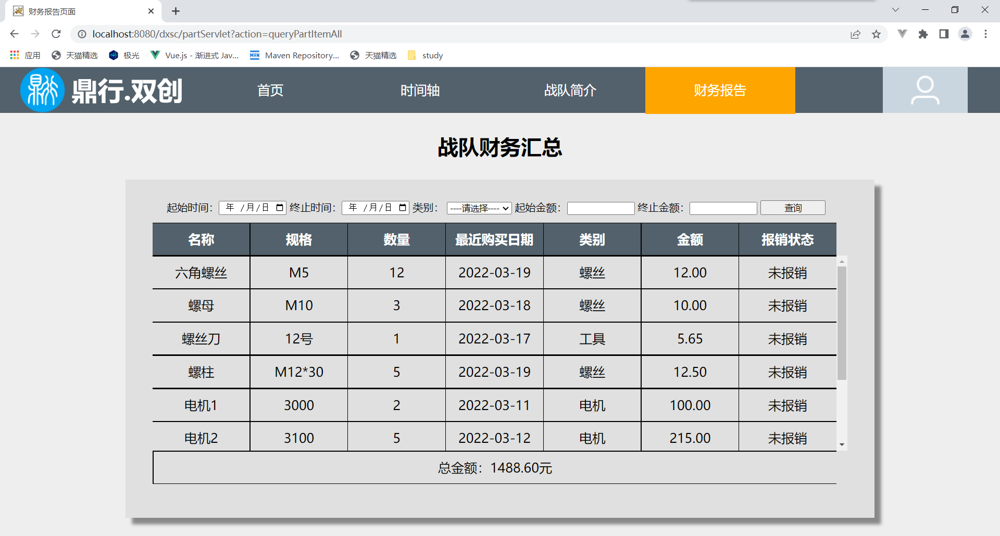 财务报告页面
localhost:8080/dxsc/partServlet?action=queryPartItemAll
应用 天猫精选 极光 Vue.js - 渐进式 Jav... MVN Maven Repository... 天猫精选 study
鼎行.双创 首页 时间轴 战队简介 财务报告
战队财务汇总
起始时间： 年 /月/日 终止时间： 年 /月/日 类别： ----请选择---- 起始金额： 终止金额： 查询
名称 规格 数量 最近购买日期 类别 金额 报销状态
六角螺丝 M5 12 2022-03-19 螺丝 12.00 未报销
螺母 M10 3 2022-03-18 螺丝 10.00 未报销
螺丝刀 12号 1 2022-03-17 工具 5.65 未报销
螺柱 M12*30 5 2022-03-19 螺丝 12.50 未报销
电机1 3000 2 2022-03-11 电机 100.00 未报销
电机2 3100 5 2022-03-12 电机 215.00 未报销
总金额：1488.60元